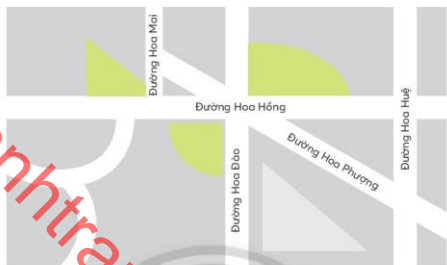 Đường Hoa Mai
Đường Hoa Hồng
Đường Hoa Huệ
Đường Hoa Phượng
Đường Hoa Đào